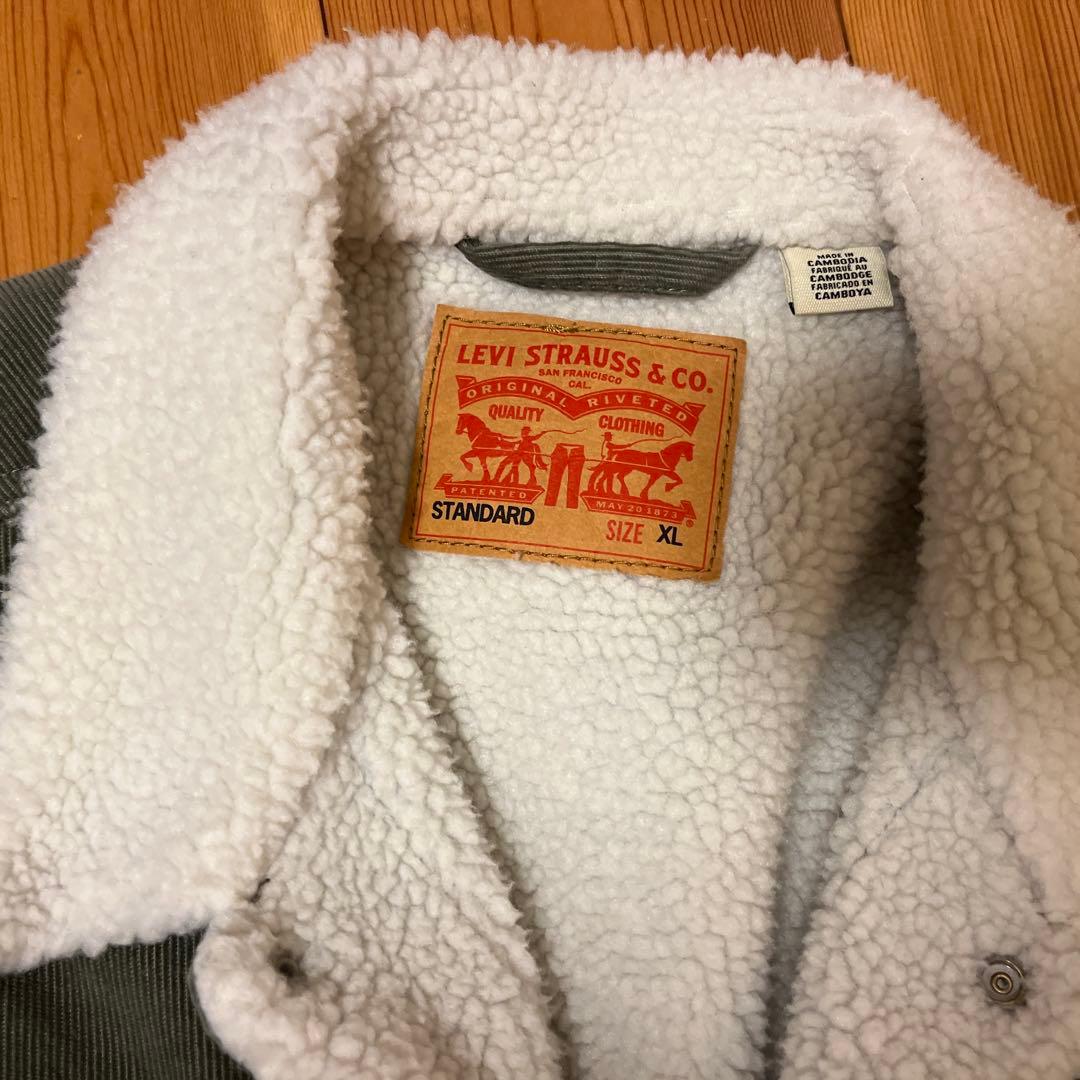 MADE IN
CAMBODIA
FABRIQUÉ AU
CAMBODGE
FABRICADO EN
CAMBOYA
LEVI STRAUSS & CO.
SAN FRANCISCO
CAL.
ORIGINAL RIVETED
QUALITY CLOTHING
PATENTED MAY 20 1873
®
STANDARD SIZE XL